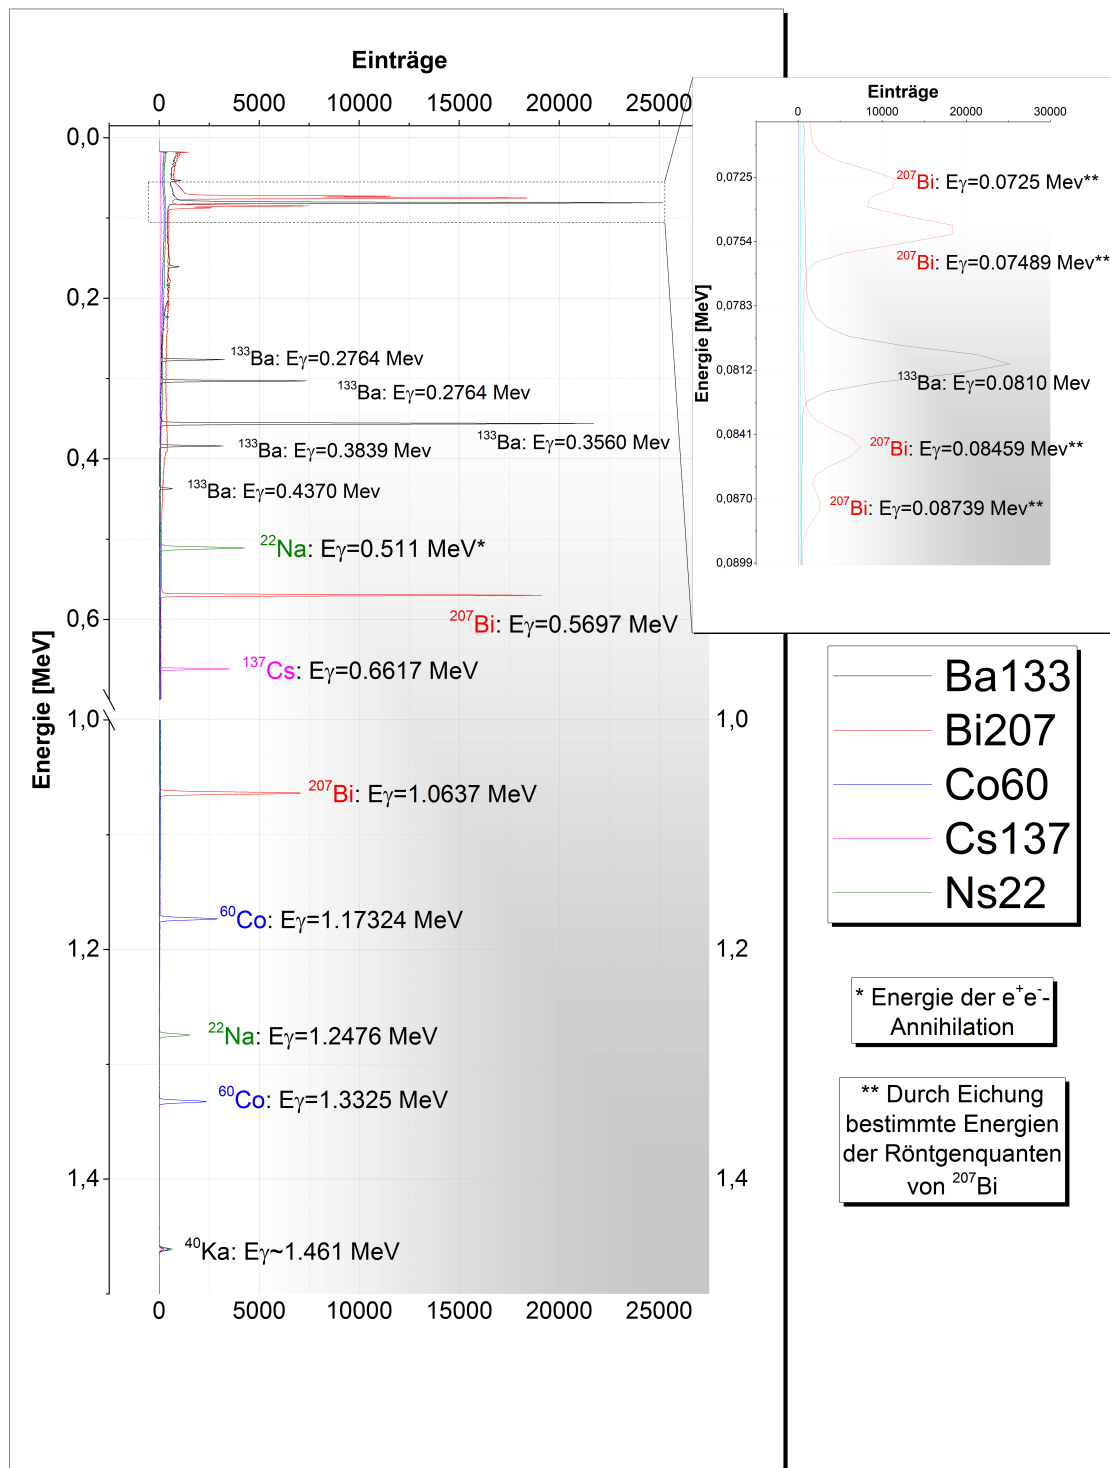 Einträge
0 5000 10000 15000 20000 25000
0,0
0,2
0,4
0,6
1,0
1,2
1,4
Energie [MeV]
133Ba: Eγ=0.2764 Mev
133Ba: Eγ=0.2764 Mev
133Ba: Eγ=0.3560 Mev
133Ba: Eγ=0.3839 Mev
133Ba: Eγ=0.4370 Mev
22Na: Eγ=0.511 MeV*
207Bi: Eγ=0.5697 MeV
137Cs: Eγ=0.6617 MeV
207Bi: Eγ=1.0637 MeV
60Co: Eγ=1.17324 MeV
22Na: Eγ=1.2476 MeV
60Co: Eγ=1.3325 MeV
40Ka: Eγ~1.461 MeV
1,0
1,2
1,4
0 5000 10000 15000 20000 25000
Einträge
0 10000 20000 30000
0,0725
0,0754
0,0783
0,0812
0,0841
0,0870
0,0899
Energie [MeV]
207Bi: Eγ=0.0725 Mev**
207Bi: Eγ=0.07489 Mev**
133Ba: Eγ=0.0810 Mev
207Bi: Eγ=0.08459 Mev**
207Bi: Eγ=0.08739 Mev**
Ba133
Bi207
Co60
Cs137
Ns22
* Energie der e+e--
Annihilation
** Durch Eichung
bestimmte Energien
der Röntgenquanten
von 207Bi